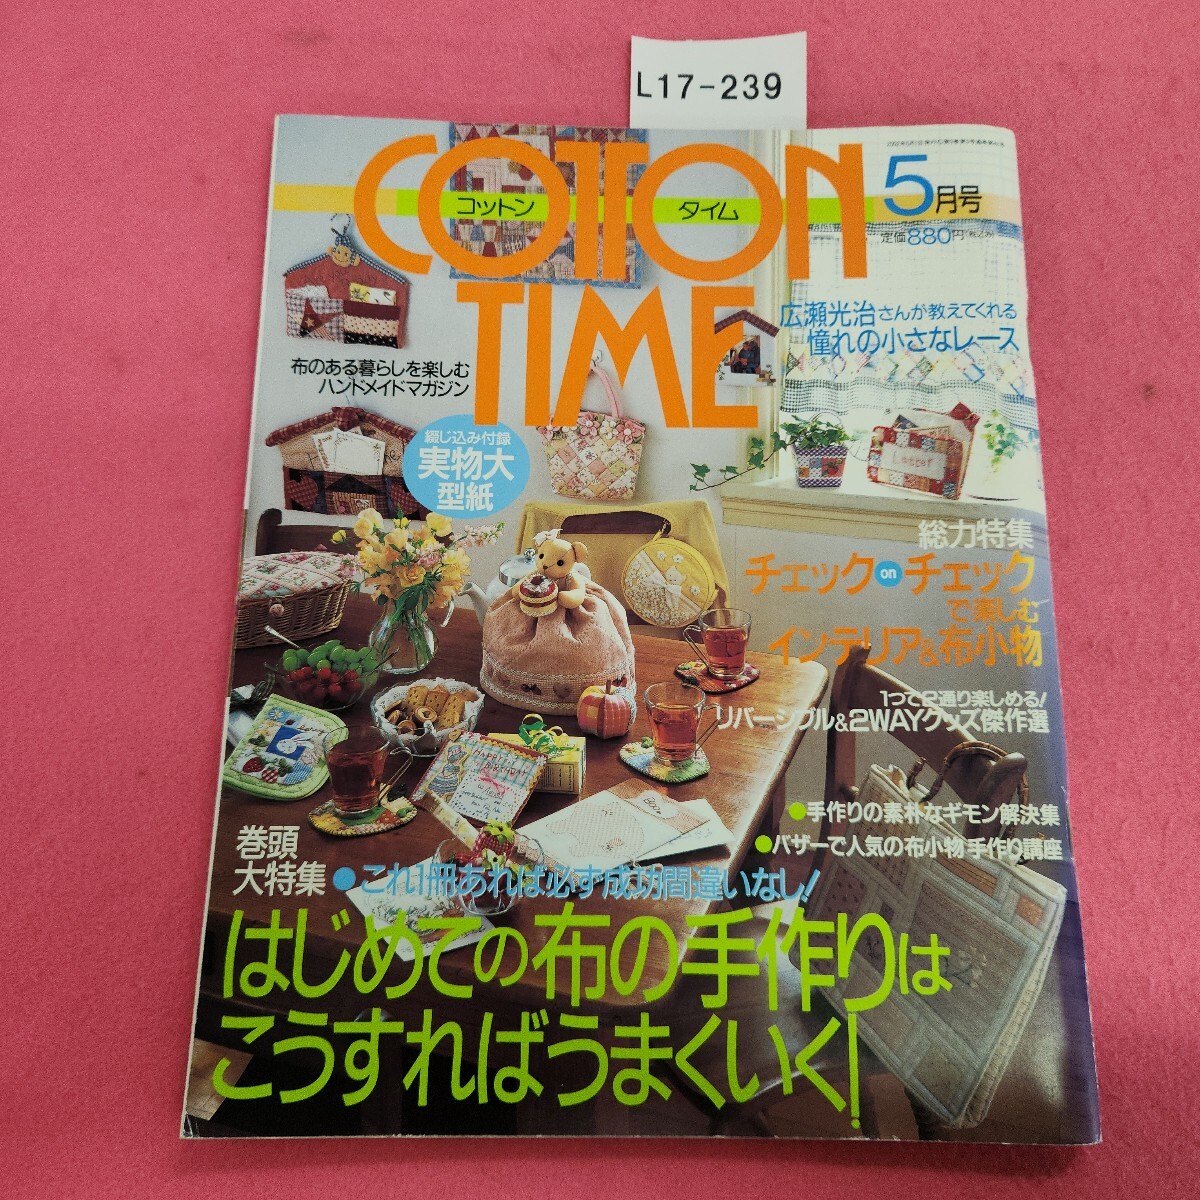 L17-239
COTTON
コットン
タイム
TIME
5月号
定価880円
広瀬光治さんが教えてくれる
憧れの小さなレース
布のある暮らしを楽しむ
ハンドメイドマガジン
綴じ込み付録
実物大
型紙
Letter
総力特集
チェックonチェック
で楽しむ
インテリア&布小物
1つで2通り楽しめる!
リバーシブル&2WAYグッズ傑作選
●手作りの素朴なギモン解決集
●バザーで人気の布小物手作り講座
HAPPY BIRTHDAY
巻頭
大特集●これ1冊あれば必ず成功間違いなし!
はじめての布の手作りは
こうすればうまくいく!